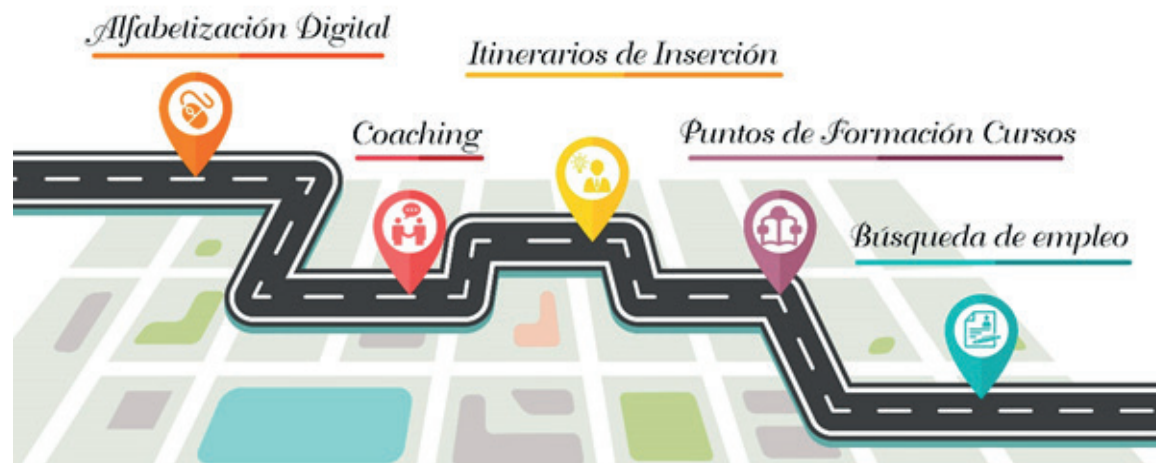 Alfabetización Digital
Itinerarios de Inserción
Coaching
Puntos de Formación Cursos
Búsqueda de empleo